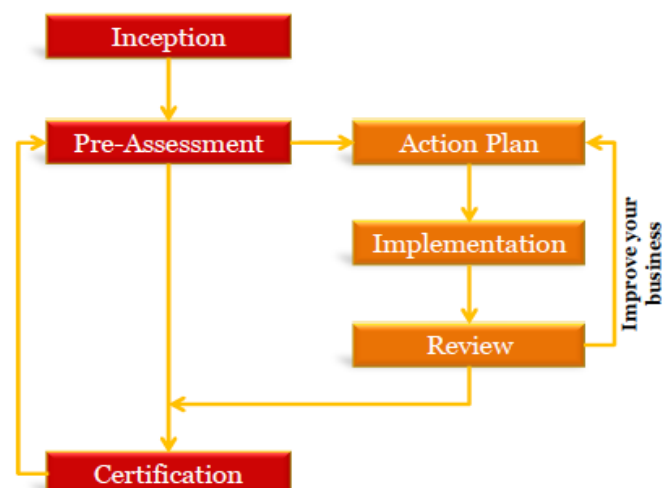 Inception
Pre-Assessment
Action Plan
Implementation
Improve your
business
Review
Certification